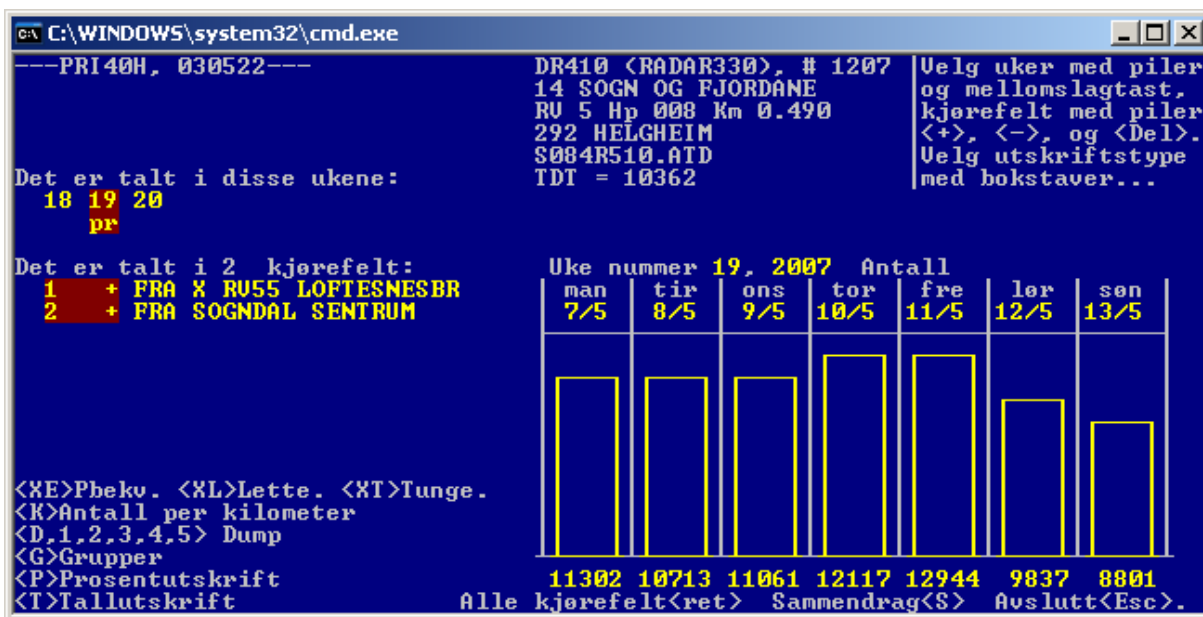 C:\WINDOWS\system32\cmd.exe
---PRI40H, 030522---
DR410 (RADAR330), # 1207
14 SOGN OG FJORDANE
RV 5 Hp 008 Km 0.490
292 HELGHEIM
S084R510.ATD
TDT = 10362
Velg uker med piler
og mellomslagtast,
kjørefelt med piler
<+>, <->, og <Del>.
Velg utskriftstype
med bokstaver...
Det er talt i disse ukene:
18 19 20
pr
Det er talt i 2 kjørefelt:
1 + FRA X RV55 LOFTESNESBR
2 + FRA SOGNDAL SENTRUM
Uke nummer 19, 2007 Antall
man tir ons tor fre lør søn
7/5 8/5 9/5 10/5 11/5 12/5 13/5
11302 10713 11061 12117 12944 9837 8801
<XE>Pbekv. <XL>Lette. <XT>Tunge.
<K>Antall per kilometer
<D,1,2,3,4,5> Dump
<G>Grupper
<P>Prosentutskrift
<T>Tallutskrift
Alle kjørefelt<ret> Sammendrag<S> Avslutt<Esc>.